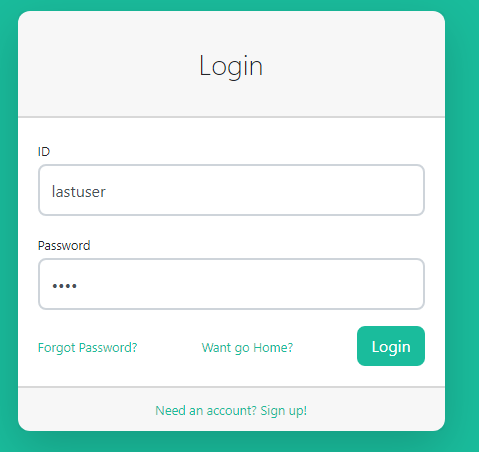 Login
ID
lastuser
Password
••••
Forgot Password? Want go Home? Login
Need an account? Sign up!